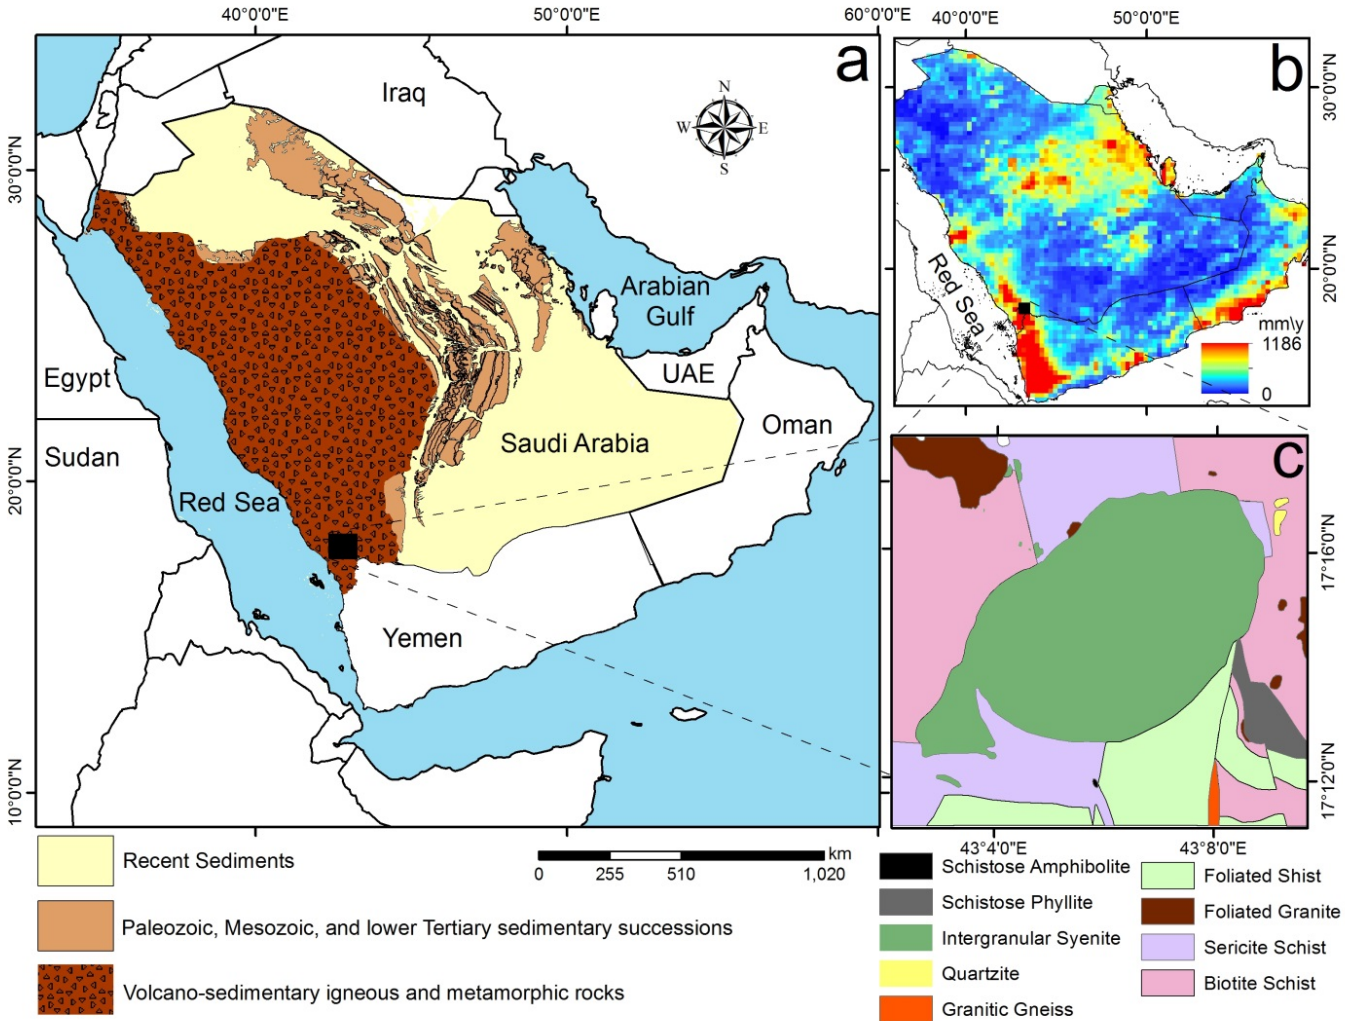 40°0'0"E
50°0'0"E
60°0'0"E
40°0'0"E
50°0'0"E
a
b
Iraq
N
W
E
S
30°0'0"N
30°0'0"N
20°0'0"N
Arabian
Gulf
Red Sea
mm\y
1186
0
Egypt
UAE
Oman
Sudan
Saudi Arabia
Red Sea
20°0'0"N
c
17°16'0"N
Yemen
10°0'0"N
17°12'0"N
43°4'0"E
43°8'0"E
Recent Sediments
Paleozoic, Mesozoic, and lower Tertiary sedimentary successions
Volcano-sedimentary igneous and metamorphic rocks
km
0
255
510
1,020
Schistose Amphibolite
Schistose Phyllite
Intergranular Syenite
Quartzite
Granitic Gneiss
Foliated Shist
Foliated Granite
Sericite Schist
Biotite Schist